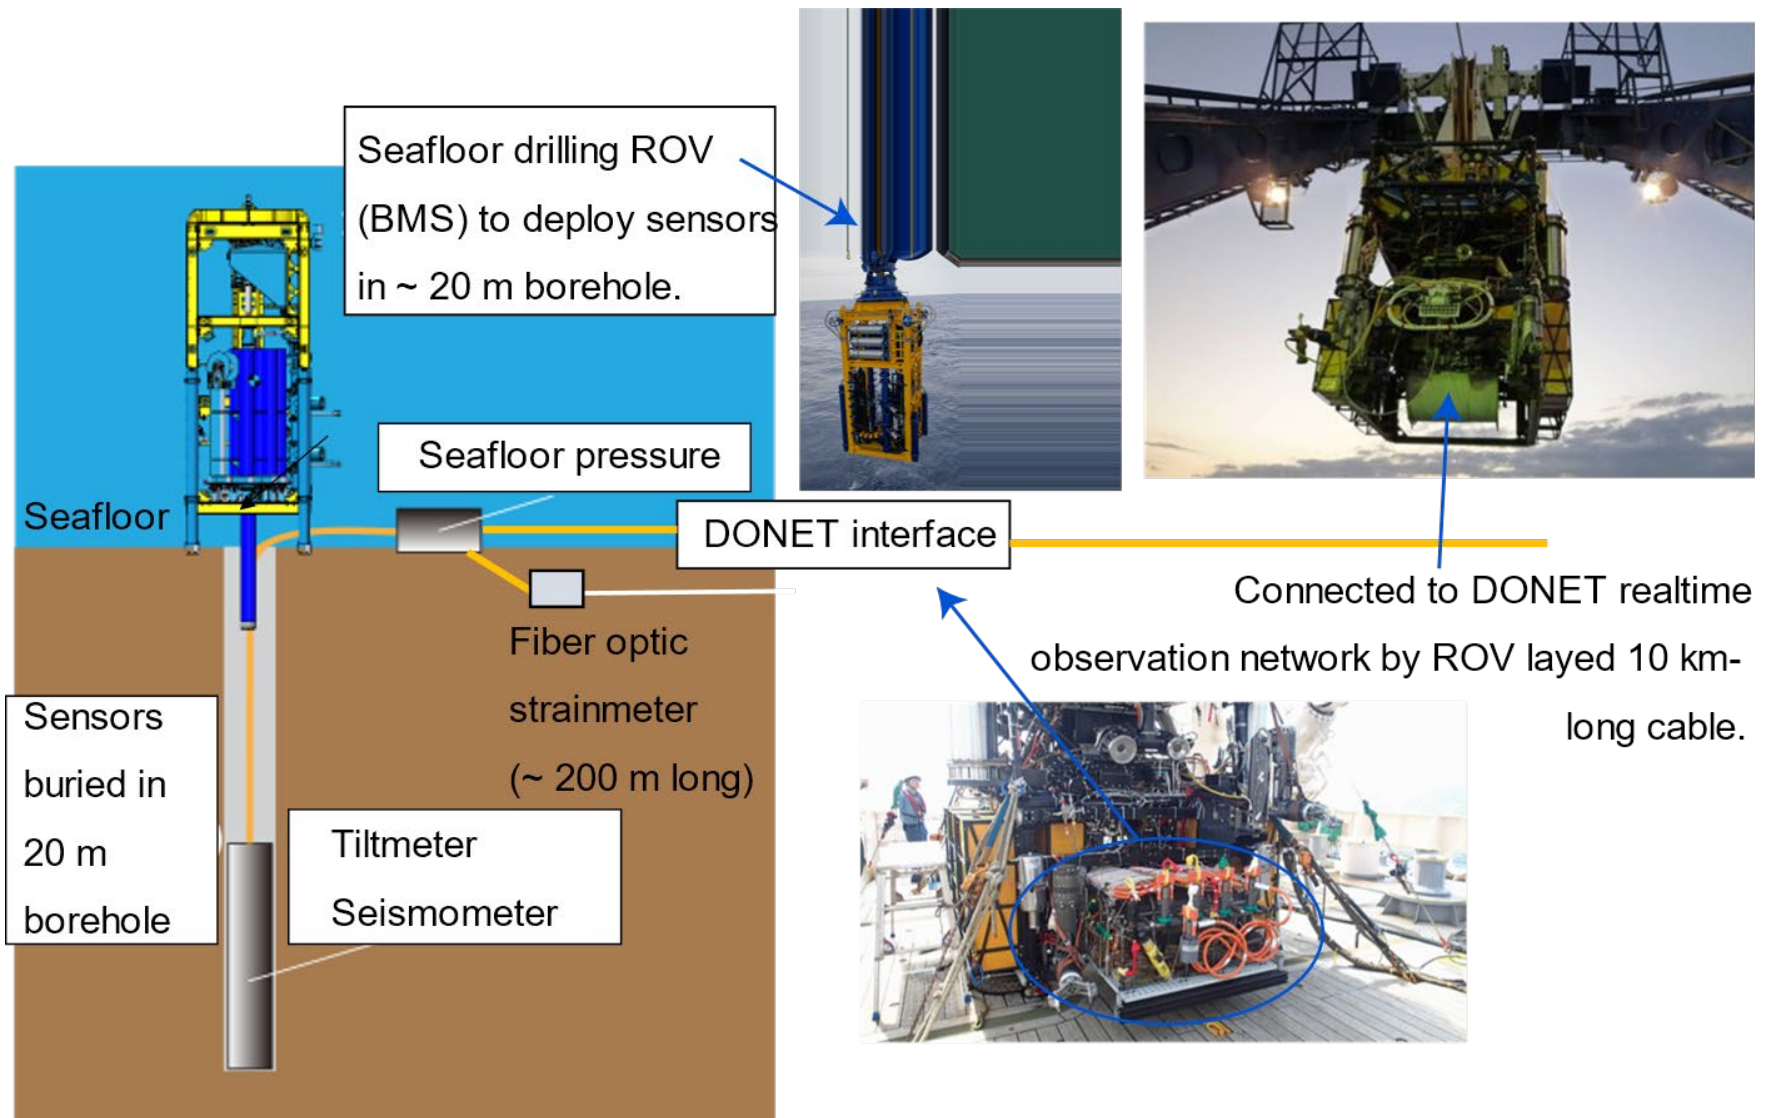 Seafloor drilling ROV
(BMS) to deploy sensors
in ~ 20 m borehole.
Seafloor pressure
Seafloor
DONET interface
Connected to DONET realtime
observation network by ROV layed 10 km-
long cable.
Fiber optic
strainmeter
(~ 200 m long)
Sensors
buried in
20 m
borehole
Tiltmeter
Seismometer